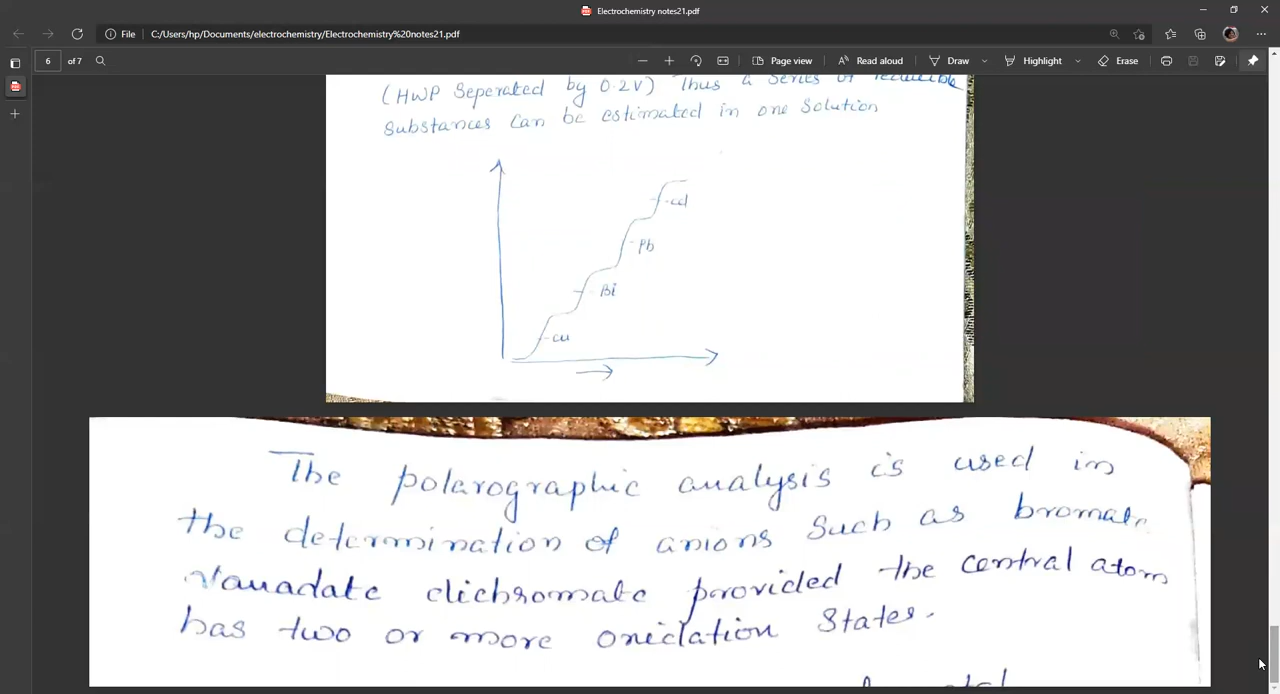 Electrochemistry notes21.pdf
File C:/Users/hp/Documents/electrochemistry/Electrochemistry%20notes21.pdf
6 of 7 Page view Read aloud Draw Highlight Erase
(HWP Seperated by 0.2V) Thus a Series of reducible
Substances can be estimated in one Solution
cd
Pb
Bi
cu
The polarographic analysis is used in
the determination of anions Such as bromate
Vanadate dichromate provided the central atom
has two or more oxidation States.